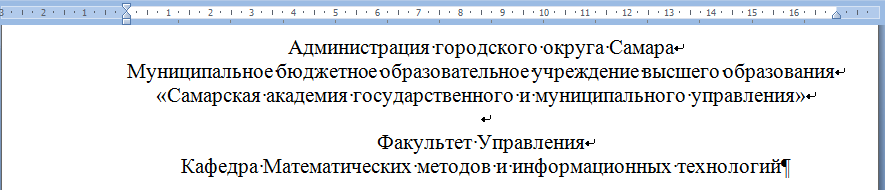 3 · 2 · 1 · 1 · 2 · 3 · 4 · 5 · 6 · 7 · 8 · 9 · 10 · 11 · 12 · 13 · 14 · 15 · 16
Администрация городского округа Самара
Муниципальное бюджетное образовательное учреждение высшего образования
«Самарская академия государственного и муниципального управления»
Факультет Управления
Кафедра Математических методов и информационных технологий¶